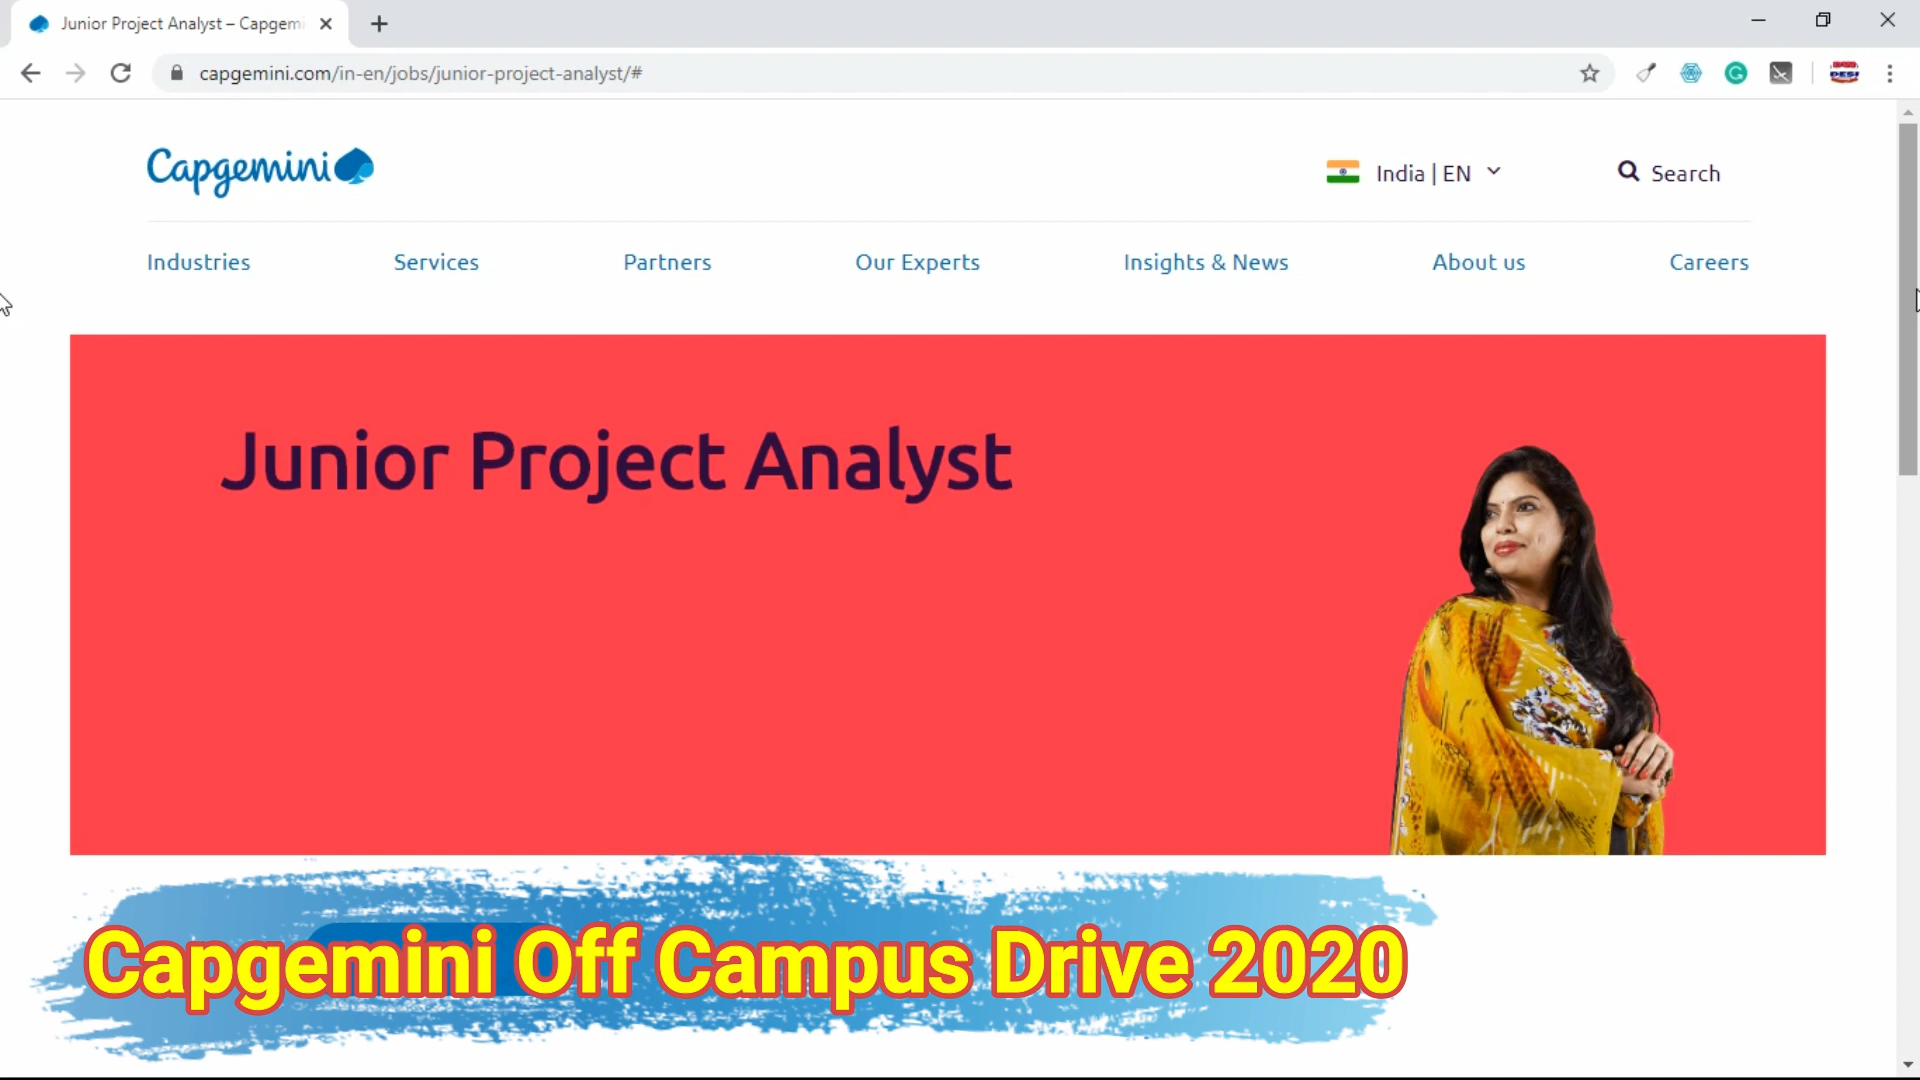 Junior Project Analyst – Capgemi
capgemini.com/in-en/jobs/junior-project-analyst/#
DESI
Capgemini
India | EN
Search
Industries
Services
Partners
Our Experts
Insights & News
About us
Careers
Junior Project Analyst
Capgemini Off Campus Drive 2020